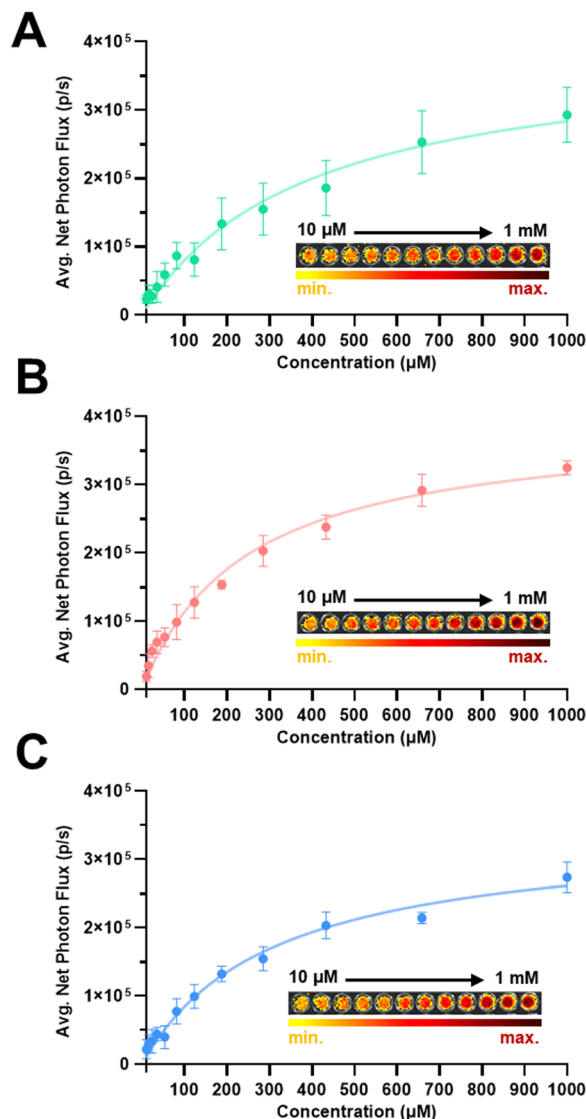 A
4×10⁵
3×10⁵
2×10⁵
1×10⁵
0
Avg. Net Photon Flux (p/s)
10 µM 1 mM
min. max.
100 200 300 400 500 600 700 800 900 1000
Concentration (µM)
B
4×10⁵
3×10⁵
2×10⁵
1×10⁵
0
Avg. Net Photon Flux (p/s)
10 µM 1 mM
min. max.
100 200 300 400 500 600 700 800 900 1000
Concentration (µM)
C
4×10⁵
3×10⁵
2×10⁵
1×10⁵
0
Avg. Net Photon Flux (p/s)
10 µM 1 mM
min. max.
100 200 300 400 500 600 700 800 900 1000
Concentration (µM)